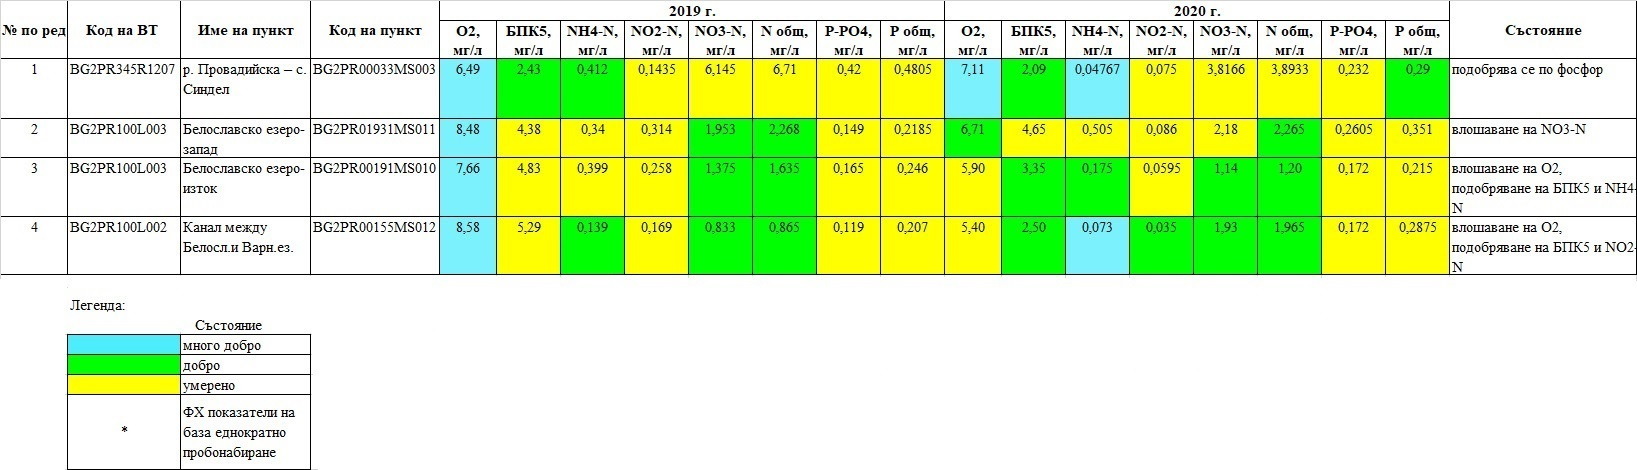 2019 г. 2020 г.
№ по ред Код на ВТ Име на пункт Код на пункт O2, мг/л БПК5, мг/л NH4-N, мг/л NO2-N, мг/л NO3-N, мг/л N общ, мг/л P-PO4, мг/л P общ, мг/л O2, мг/л БПК5, мг/л NH4-N, мг/л NO2-N, мг/л NO3-N, мг/л N общ, мг/л P-PO4, мг/л P общ, мг/л Състояние
1 BG2PR345R1207 р. Провадийска – с. Синдел BG2PR00033MS003 6,49 2,43 0,412 0,1435 6,145 6,71 0,42 0,4805 7,11 2,09 0,04767 0,075 3,8166 3,8933 0,232 0,29 подобрява се по фосфор
2 BG2PR100L003 Белославско езеро-запад BG2PR01931MS011 8,48 4,38 0,34 0,314 1,953 2,268 0,149 0,2185 6,71 4,65 0,505 0,086 2,18 2,265 0,2605 0,351 влошаване на NO3-N
3 BG2PR100L003 Белославско езеро-изток BG2PR00191MS010 7,66 4,83 0,399 0,258 1,375 1,635 0,165 0,246 5,90 3,35 0,175 0,0595 1,14 1,20 0,172 0,215 влошаване на О2, подобряване на БПК5 и NH4-N
4 BG2PR100L002 Канал между Белосл.и Варн.ез. BG2PR00155MS012 8,58 5,29 0,139 0,169 0,833 0,865 0,119 0,207 5,40 2,50 0,073 0,035 1,93 1,965 0,172 0,2875 влошаване на О2, подобряване на БПК5 и NO2-N
Легенда:
Състояние
много добро
добро
умерено
* ФХ показатели на база еднократно пробонабиране